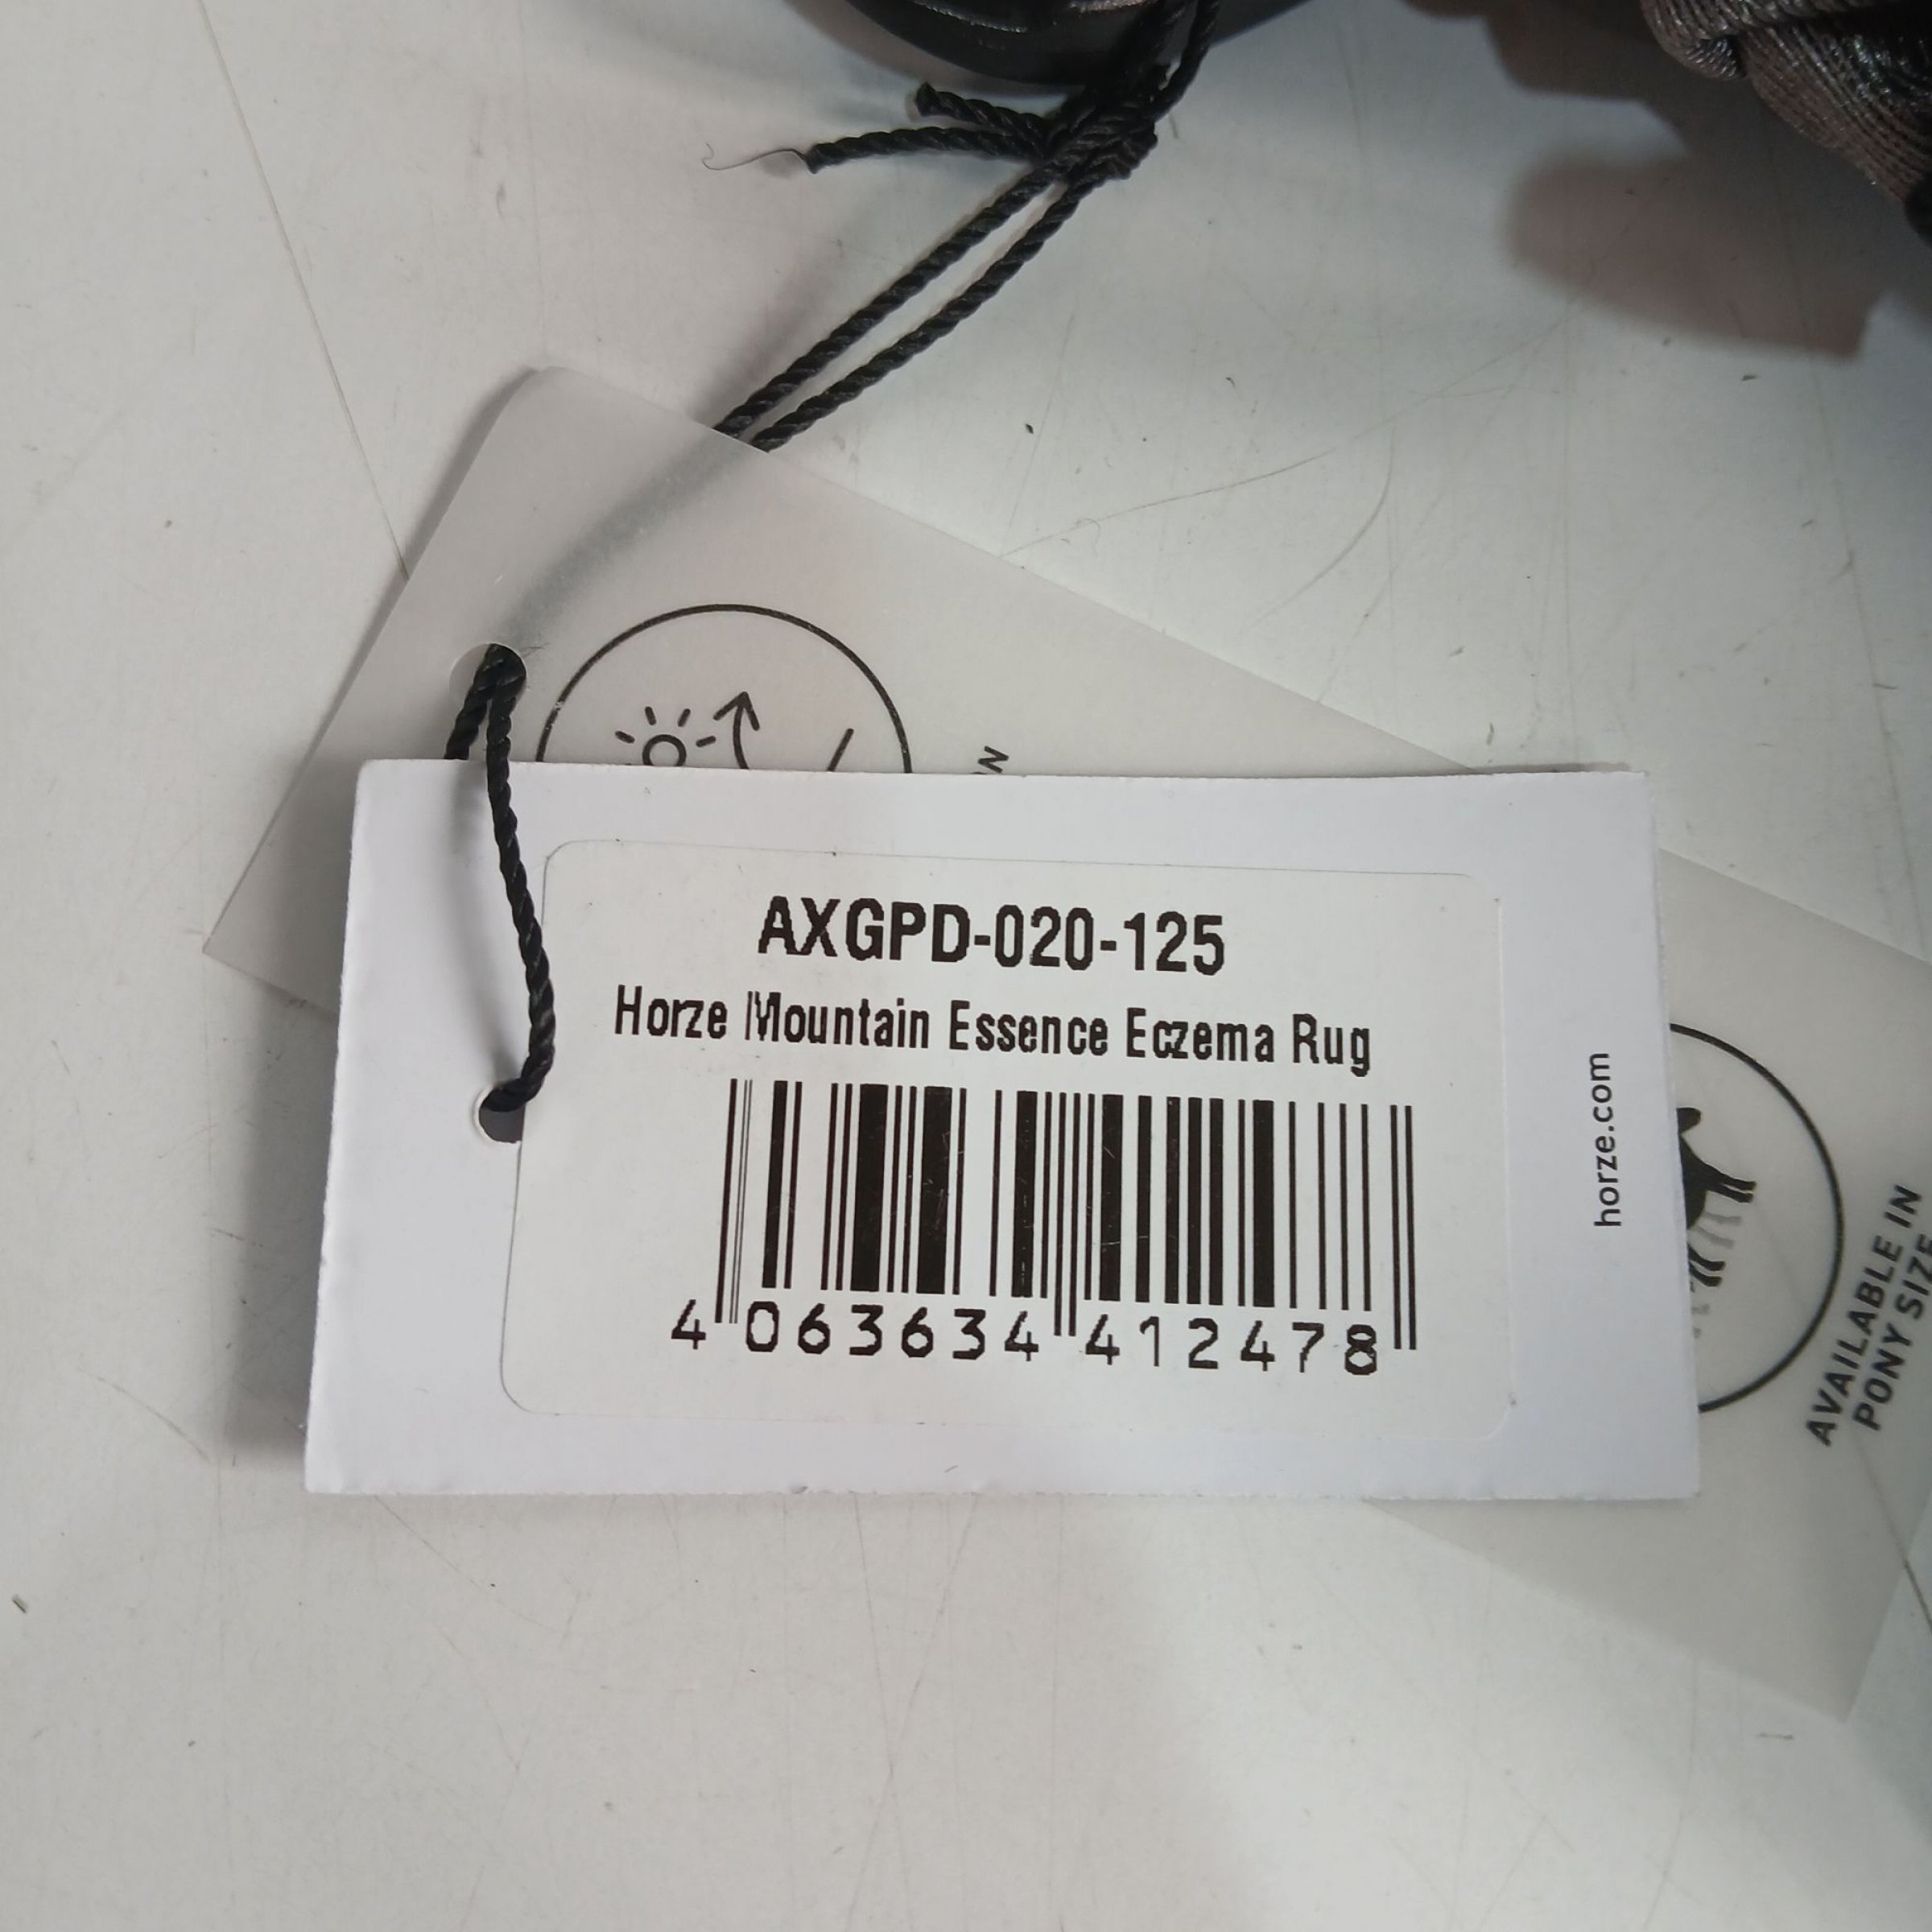 AXGPD-020-125
Horze Mountain Essence Eczema Rug
4 063634 412478
horze.com
AVAILABLE IN
PONY SIZE